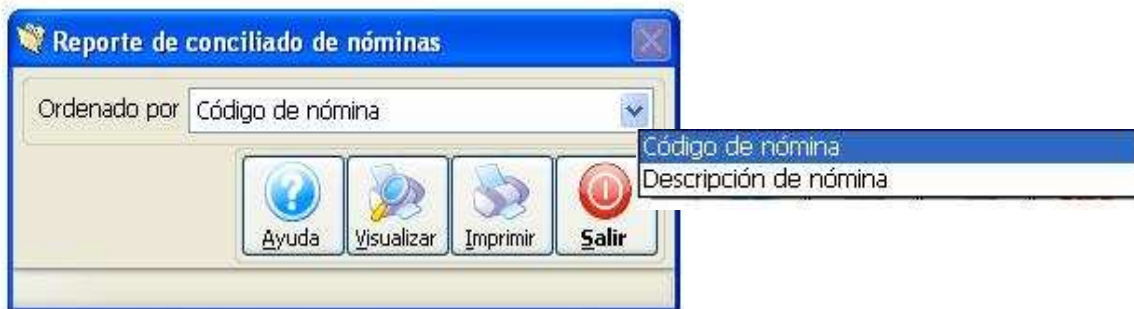 Reporte de conciliado de nóminas
Ordenado por Código de nómina
Código de nómina
Descripción de nómina
Ayuda Visualizar Imprimir Salir